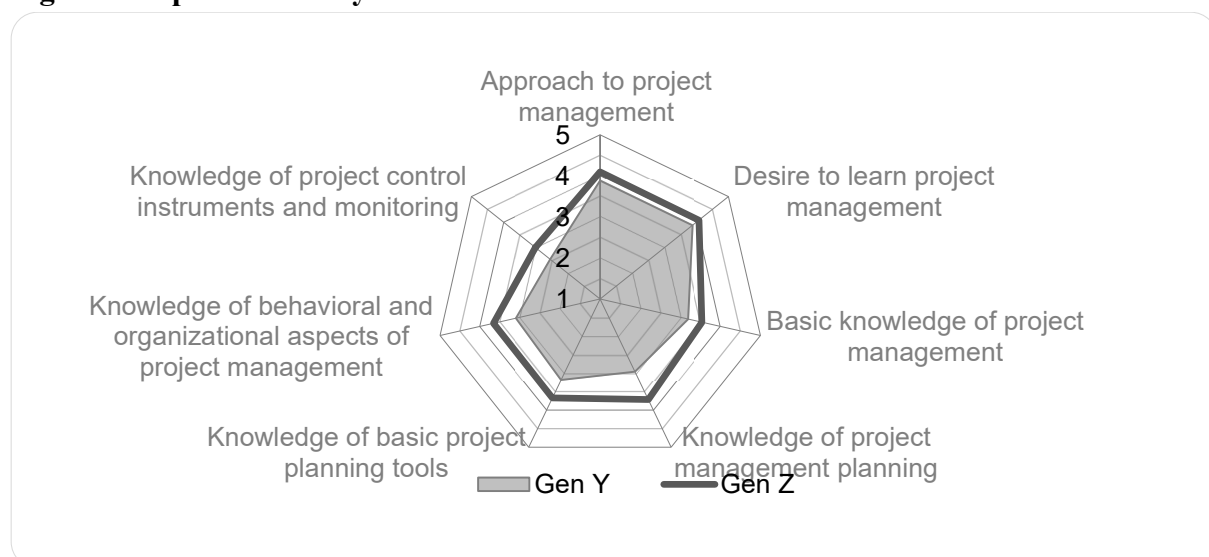 Approach to project
management
5
4
3
2
1
Desire to learn project
management
Basic knowledge of project
management
Knowledge of project
management planning
Knowledge of basic project
planning tools
Knowledge of behavioral and
organizational aspects of
project management
Knowledge of project control
instruments and monitoring
Gen Y
Gen Z